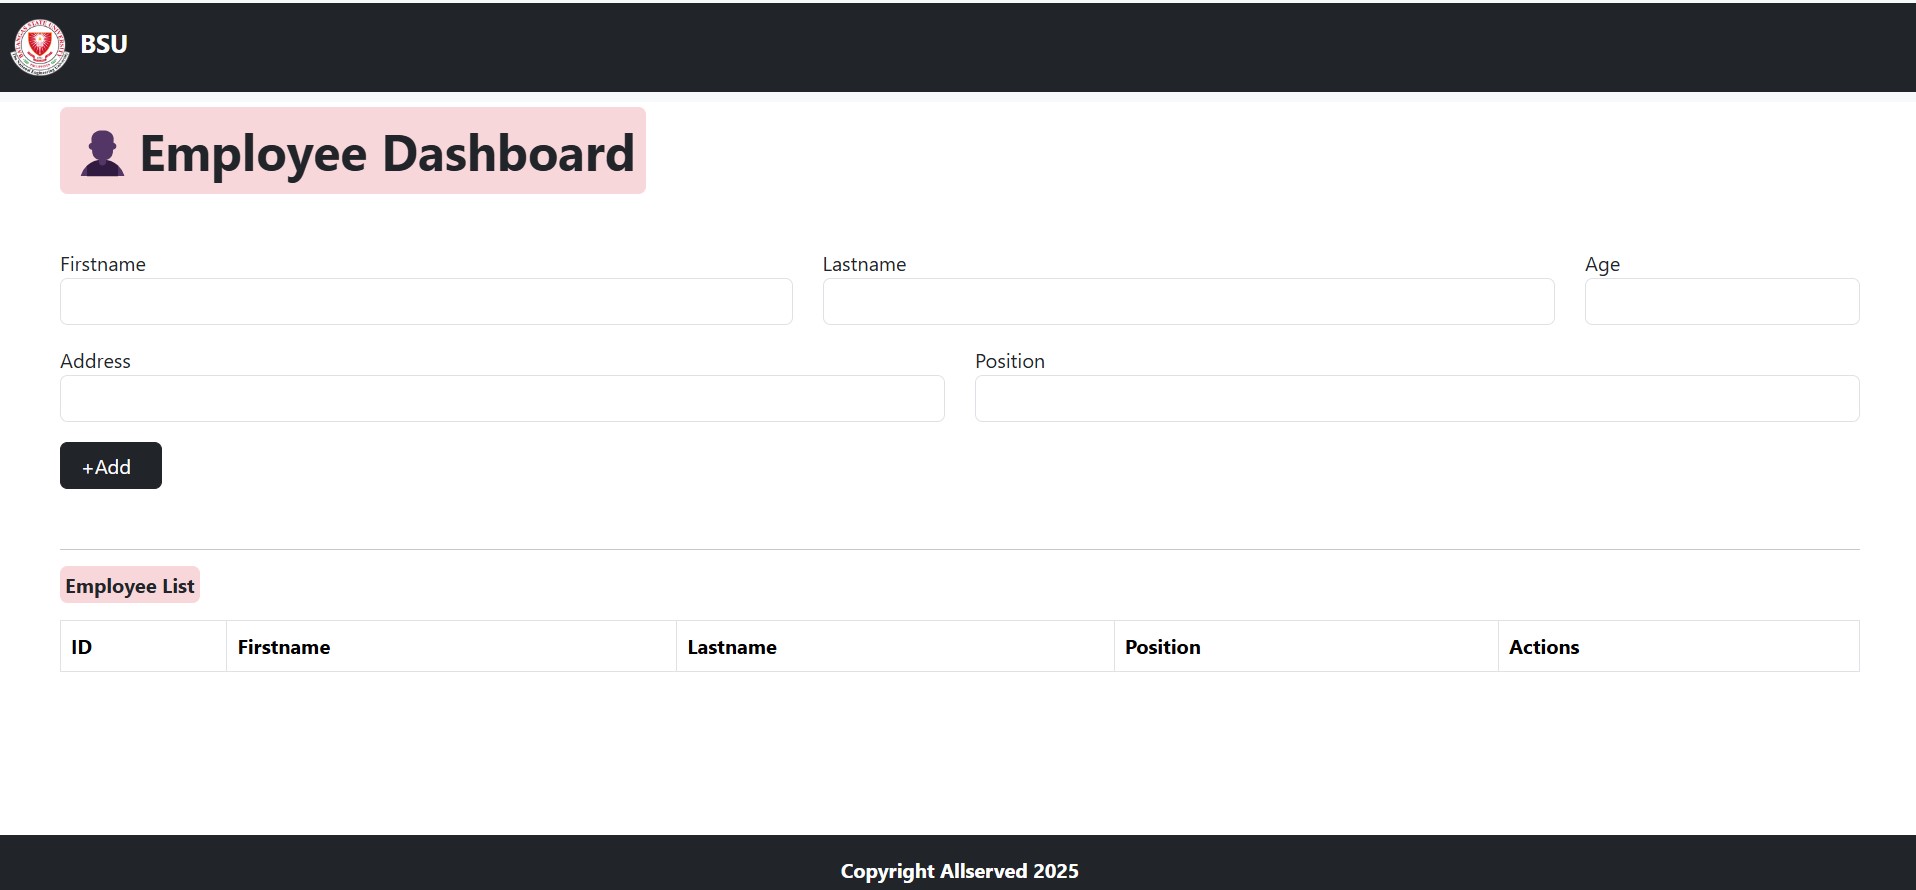 BSU
Employee Dashboard
Firstname Lastname Age
Address Position
+Add
Employee List
ID Firstname Lastname Position Actions
Copyright Allserved 2025